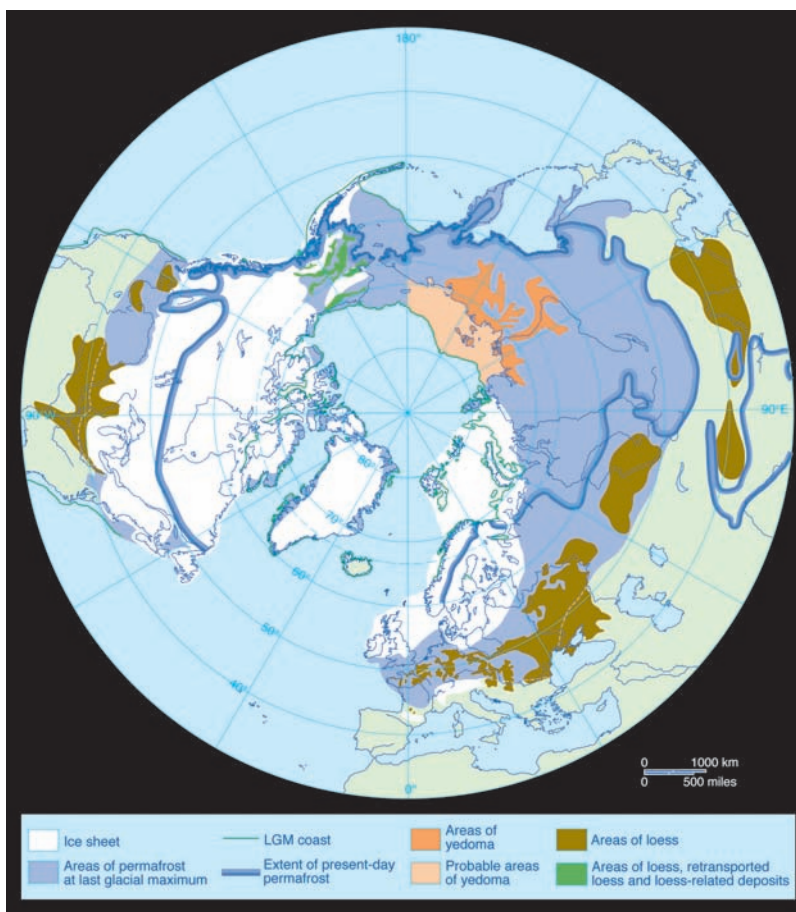 180°
90°W
90°E
80°
70°
60°
50°
40°
0°
0 1000 km
0 500 miles
Ice sheet
LGM coast
Areas of yedoma
Areas of loess
Areas of permafrost
at last glacial maximum
Extent of present-day
permafrost
Probable areas
of yedoma
Areas of loess, retransported
loess and loess-related deposits